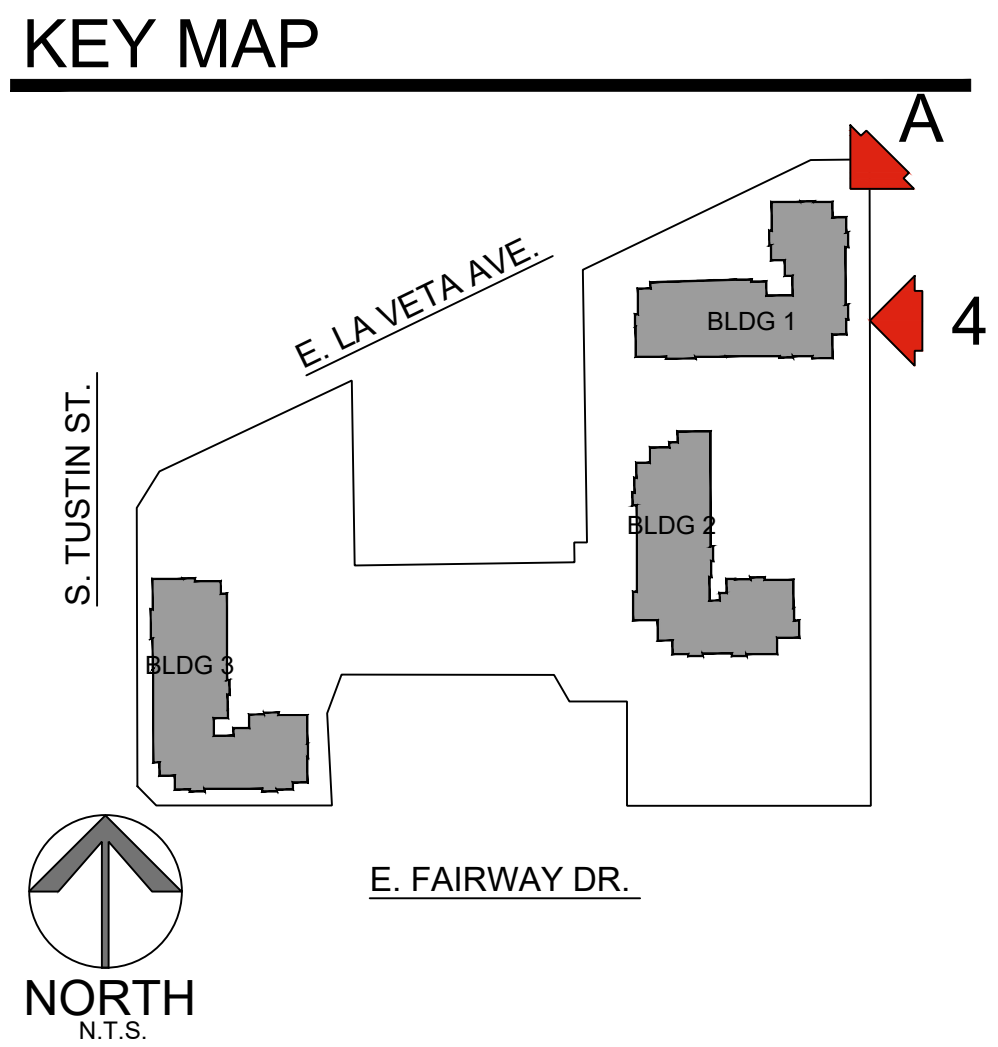 KEY MAP
A
E. LA VETA AVE.
BLDG 1
4
S. TUSTIN ST.
BLDG 2
BLDG 3
E. FAIRWAY DR.
NORTH
N.T.S.